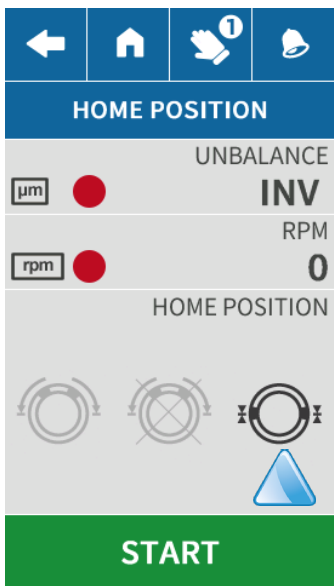 1
HOME POSITION
UNBALANCE
µm
INV
RPM
rpm
0
HOME POSITION
START